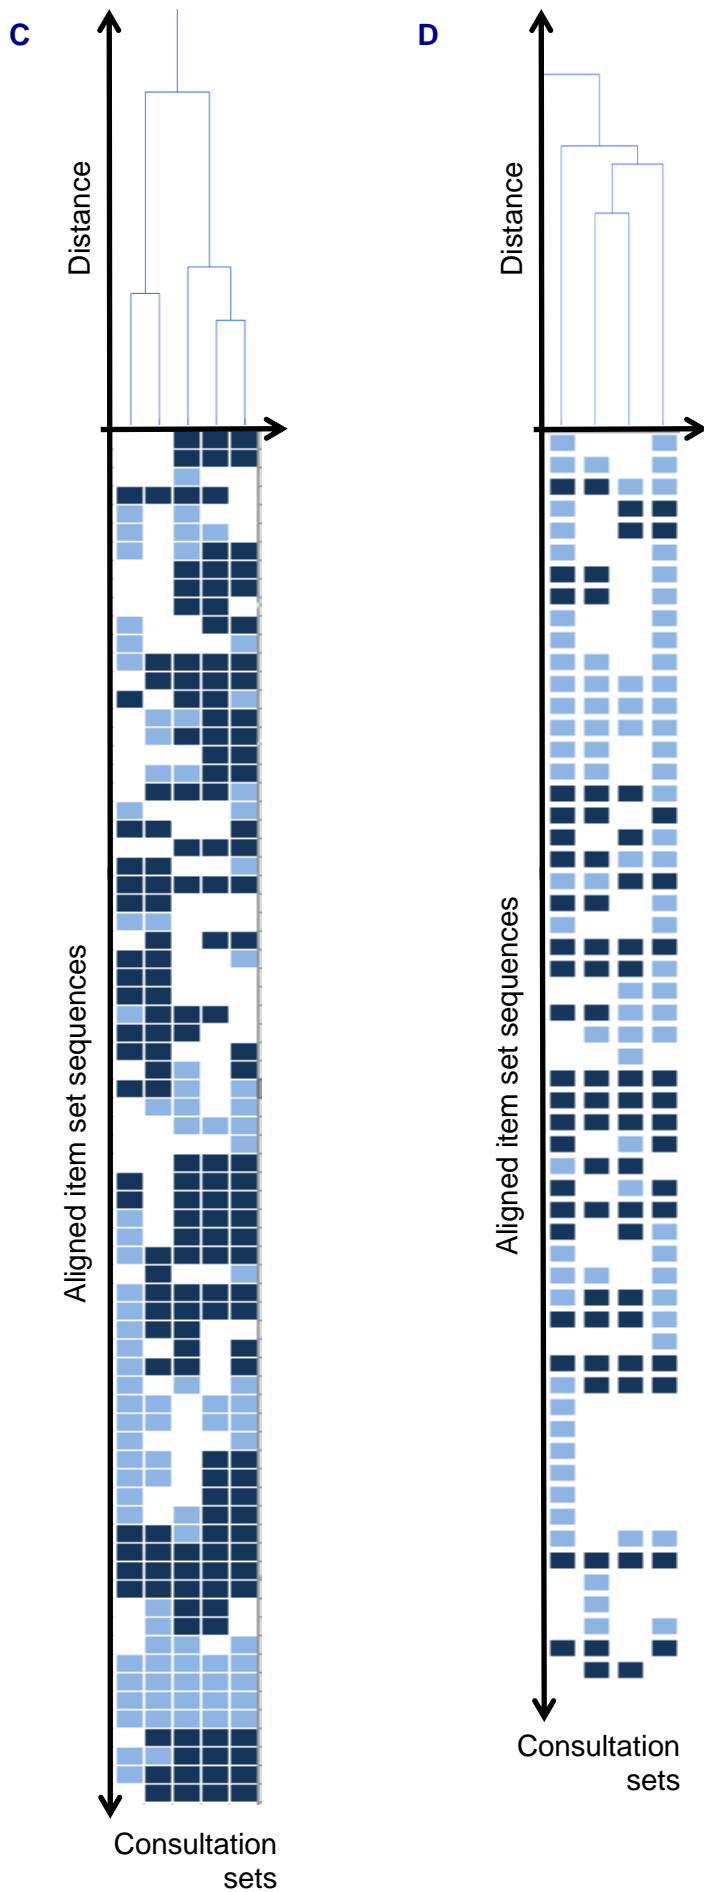 C
D
Distance
Distance
Aligned item set sequences
Aligned item set sequences
Consultation
sets
Consultation
sets